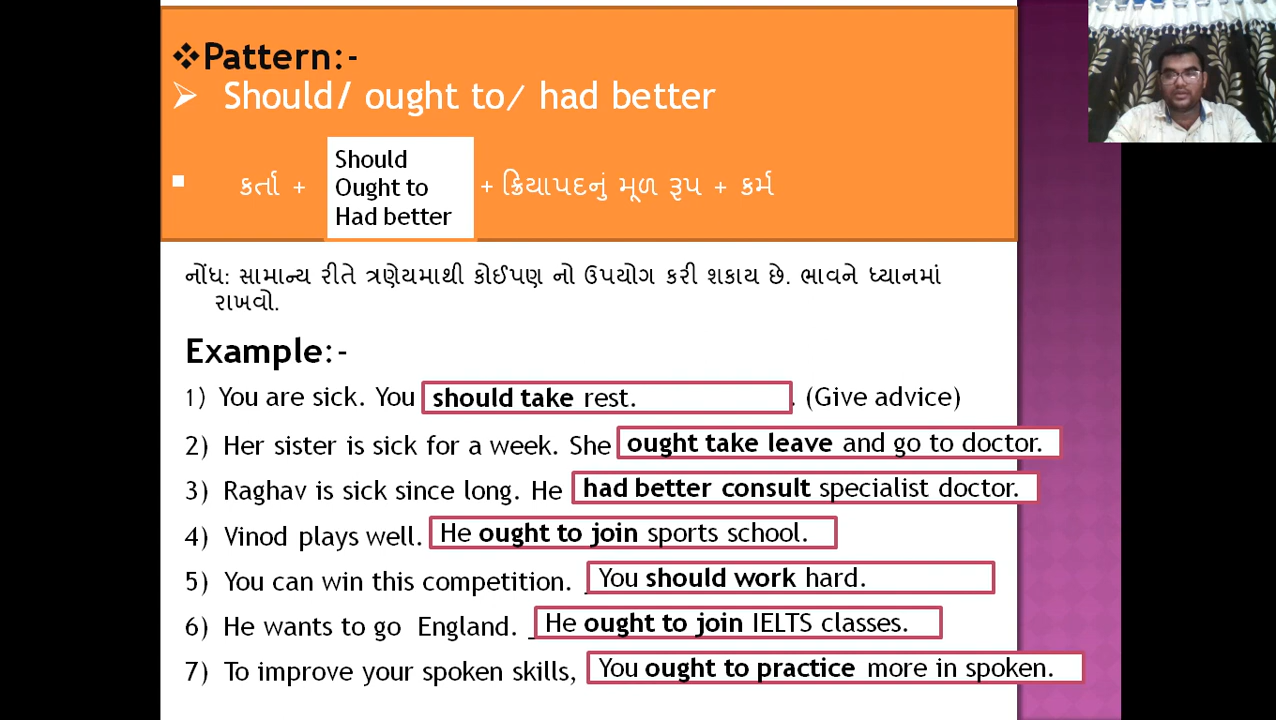 ❖Pattern:-
➢ Should/ ought to/ had better
Should
▪ કર્તા + Ought to + ક્રિયાપદનું મૂળ રૂપ + કર્મ
Had better
નોંધ: સામાન્ય રીતે ત્રણેયમાથી કોઈપણ નો ઉપયોગ કરી શકાય છે. ભાવને ધ્યાનમાં
રાખવો.
Example:-
1) You are sick. You should take rest. . (Give advice)
2) Her sister is sick for a week. She ought take leave and go to doctor.
3) Raghav is sick since long. He had better consult specialist doctor.
4) Vinod plays well. He ought to join sports school.
5) You can win this competition. _You should work hard.
6) He wants to go England. _He ought to join IELTS classes.
7) To improve your spoken skills, You ought to practice more in spoken.